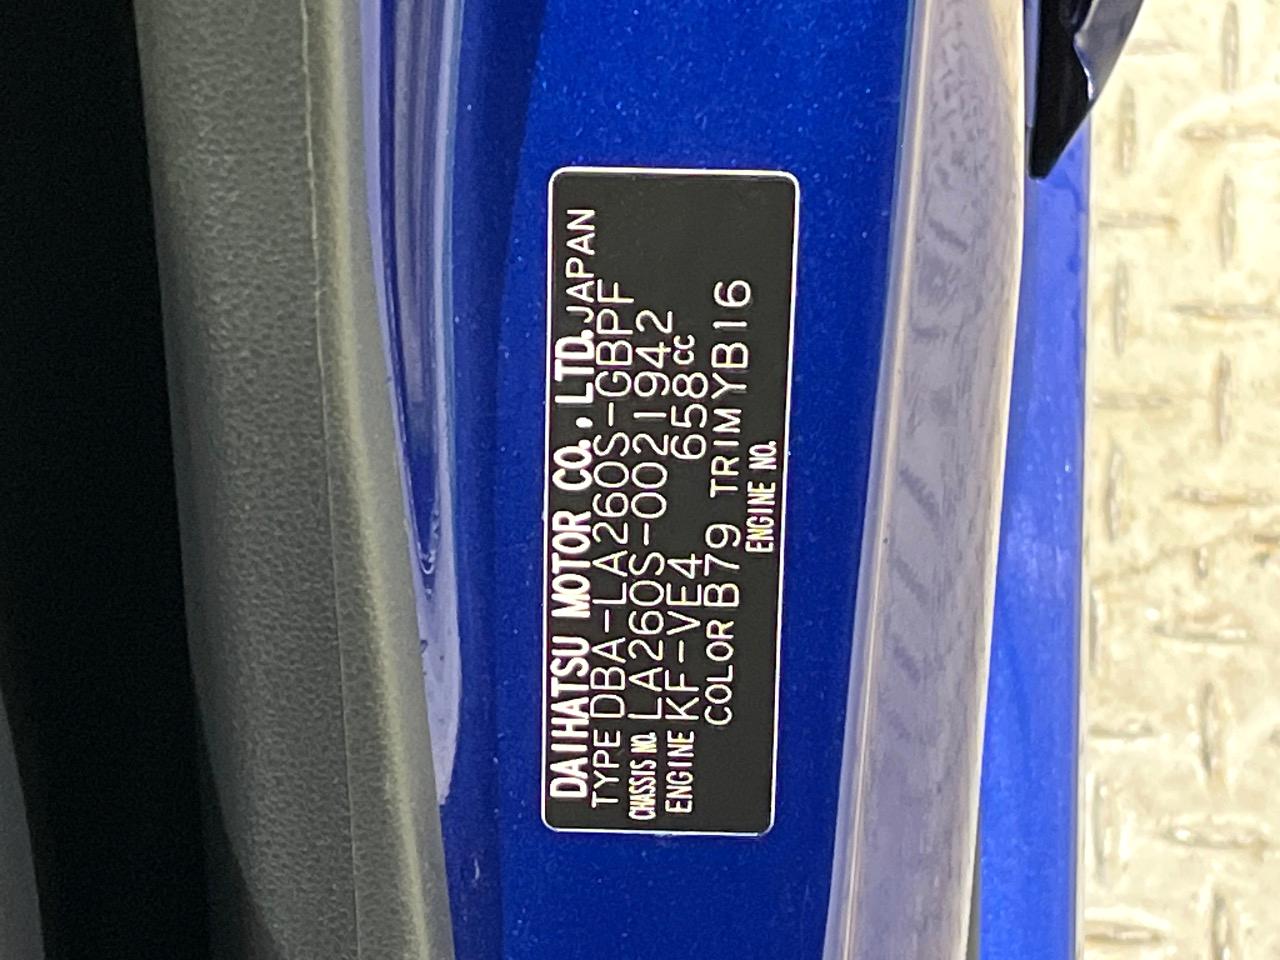 DAIHATSU MOTOR CO., LTD. JAPAN
TYPE DBA-LA260S-GBPF
CHASSIS NO. LA260S-0021942
ENGINE KF-VE4 658cc
COLOR B79 TRIM YB16
ENGINE NO.